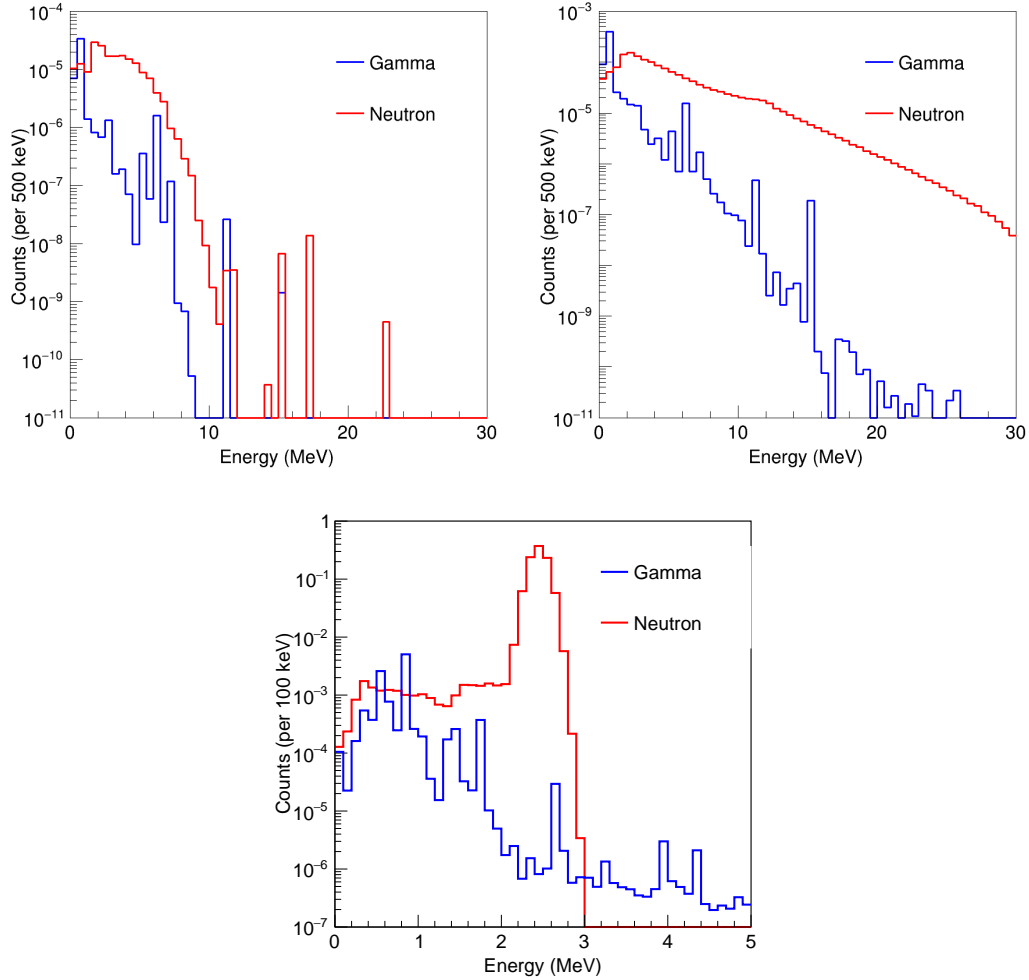 10−4
10−5
10−6
10−7
10−8
10−9
10−10
10−11
Counts (per 500 keV)
Gamma
Neutron
0 10 20 30
Energy (MeV)
10−3
10−5
10−7
10−9
10−11
Counts (per 500 keV)
Gamma
Neutron
0 10 20 30
Energy (MeV)
1
10−1
10−2
10−3
10−4
10−5
10−6
10−7
Counts (per 100 keV)
Gamma
Neutron
0 1 2 3 4 5
Energy (MeV)